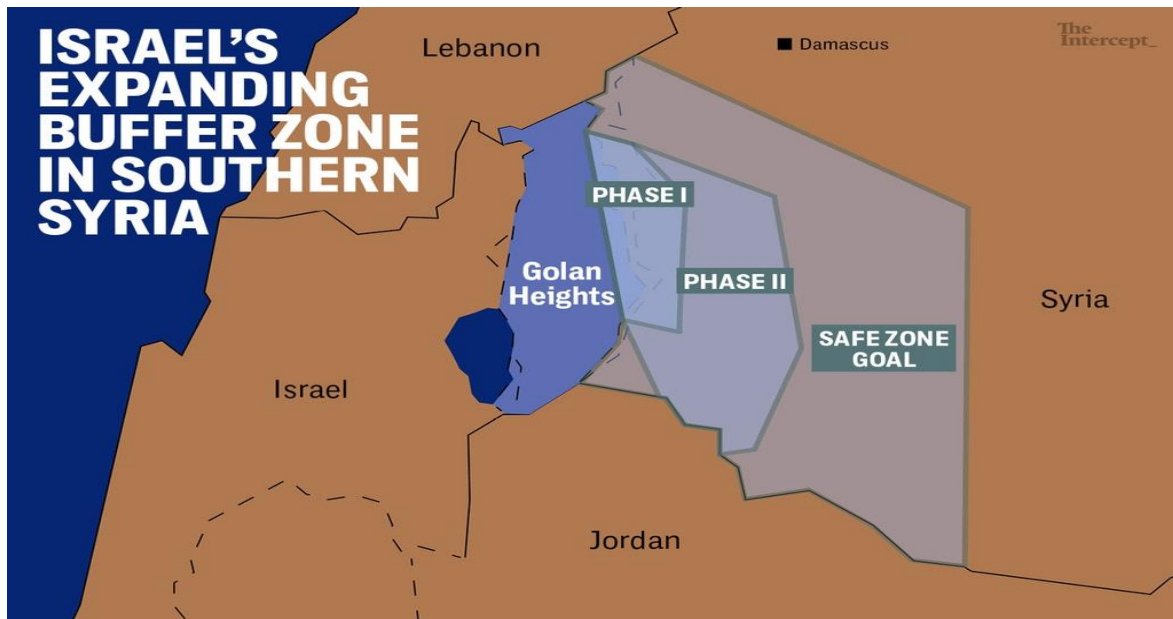 ISRAEL'S
EXPANDING
BUFFER ZONE
IN SOUTHERN
SYRIA
Lebanon
Damascus
The
Intercept_
PHASE I
Golan
Heights
PHASE II
Syria
SAFE ZONE
GOAL
Israel
Jordan